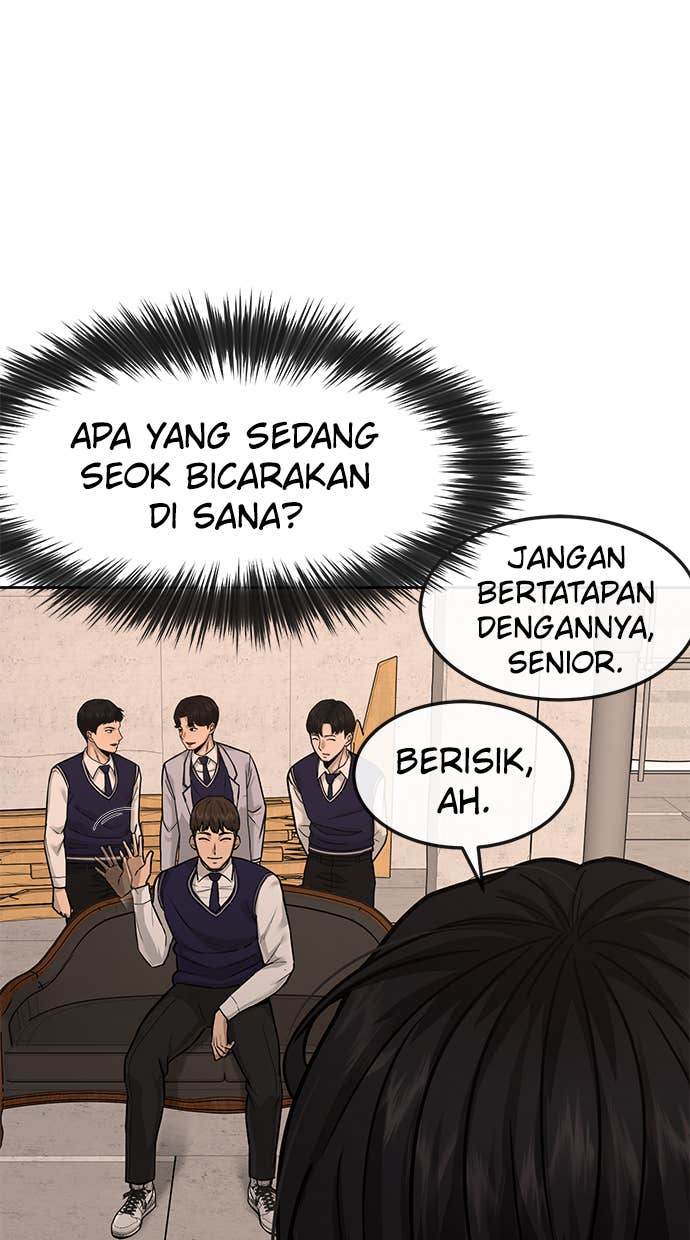 APA YANG SEDANG
SEOK BICARAKAN
DI SANA?
JANGAN
BERTATAPAN
DENGANNYA,
SENIOR.
BERISIK,
AH.